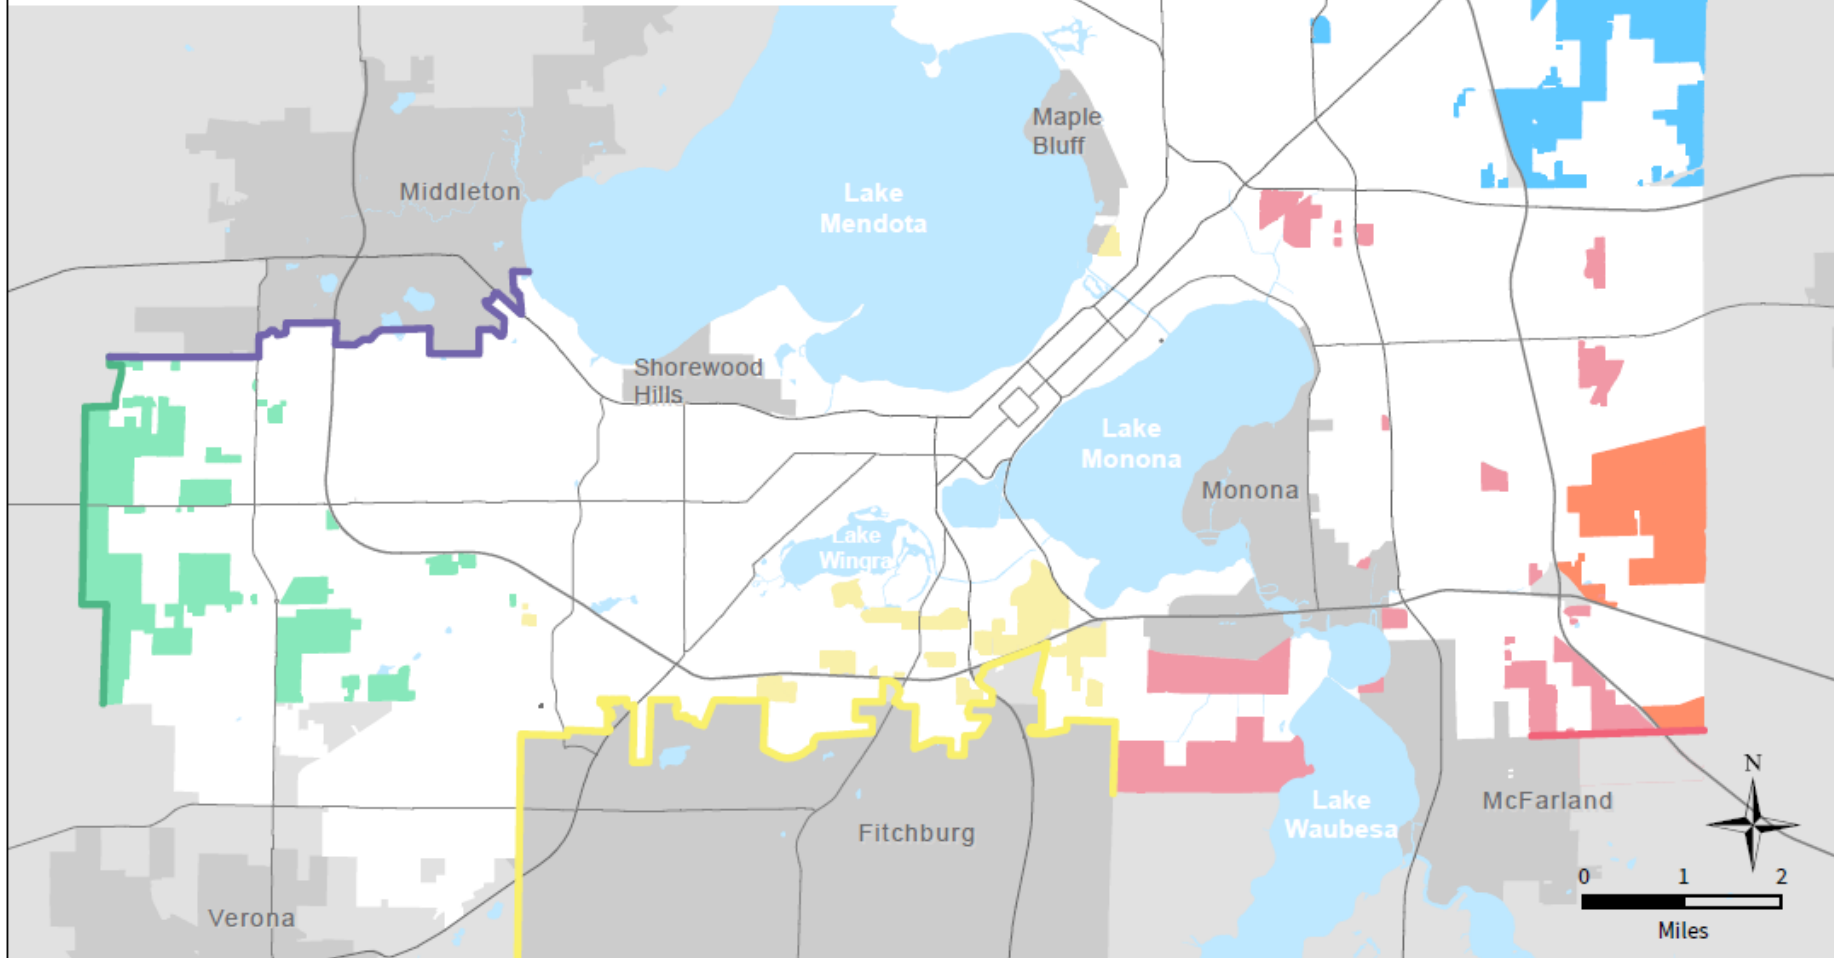 Maple
Bluff
Middleton
Lake
Mendota
Shorewood
Hills
Lake
Monona
Monona
Lake
Wingra
N
Lake
Waubesa
McFarland
Fitchburg
0 1 2
Miles
Verona